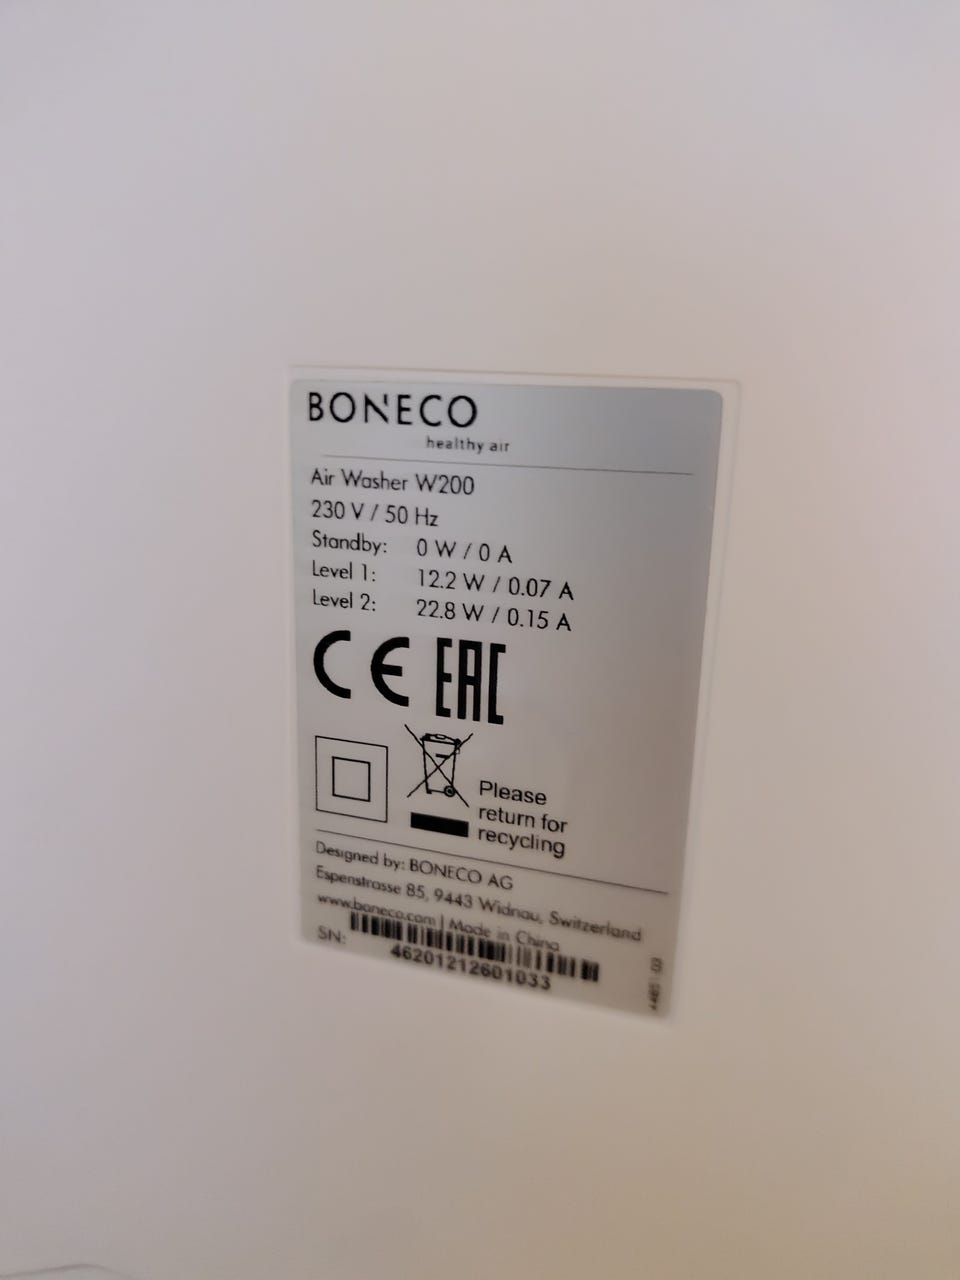 BONECO
healthy air
Air Washer W200
230 V / 50 Hz
Standby: 0 W / 0 A
Level 1: 12.2 W / 0.07 A
Level 2: 22.8 W / 0.15 A
CE EAC
Please
return for
recycling
Designed by: BONECO AG
Espenstrasse 85, 9443 Widnau, Switzerland
www.boneco.com | Made in China
SN:
46201212601033